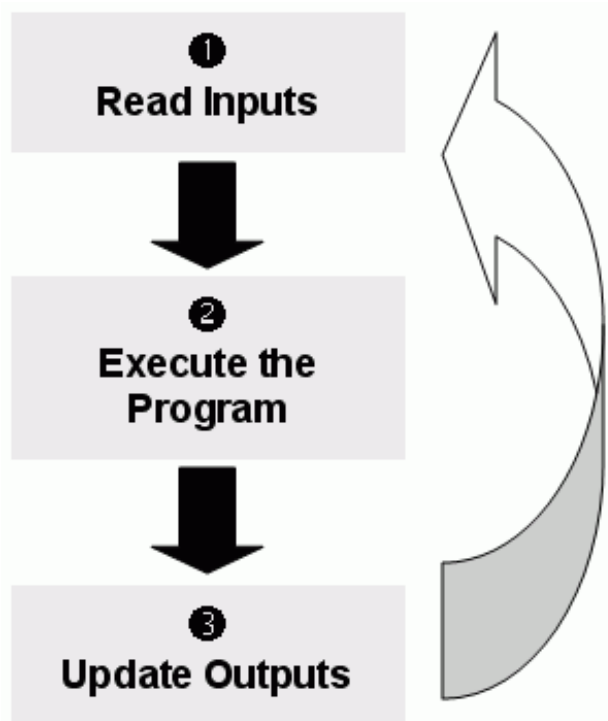 ❶
Read Inputs
❷
Execute the
Program
❸
Update Outputs